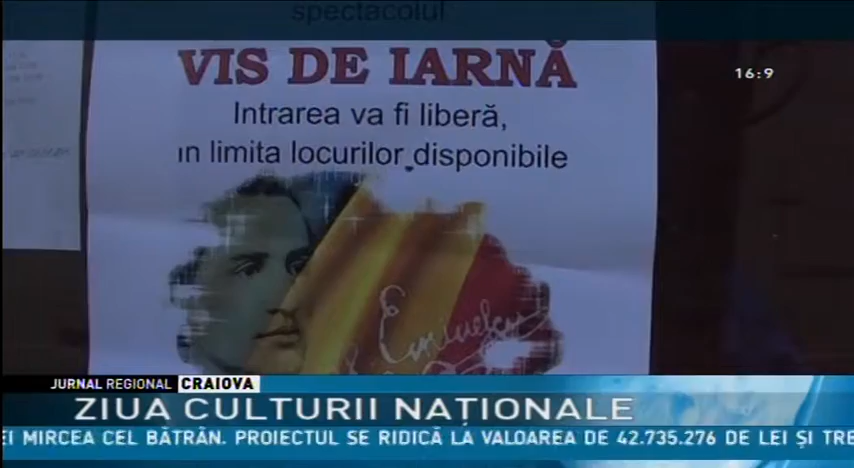 spectacolul
VIS DE IARNĂ
16:9
Intrarea va fi liberă,
în limita locurilor disponibile
Eminescu
JURNAL REGIONAL CRAIOVA
ZIUA CULTURII NAȚIONALE
EI MIRCEA CEL BĂTRÂN. PROIECTUL SE RIDICĂ LA VALOAREA DE 42.735.276 DE LEI ȘI TRE